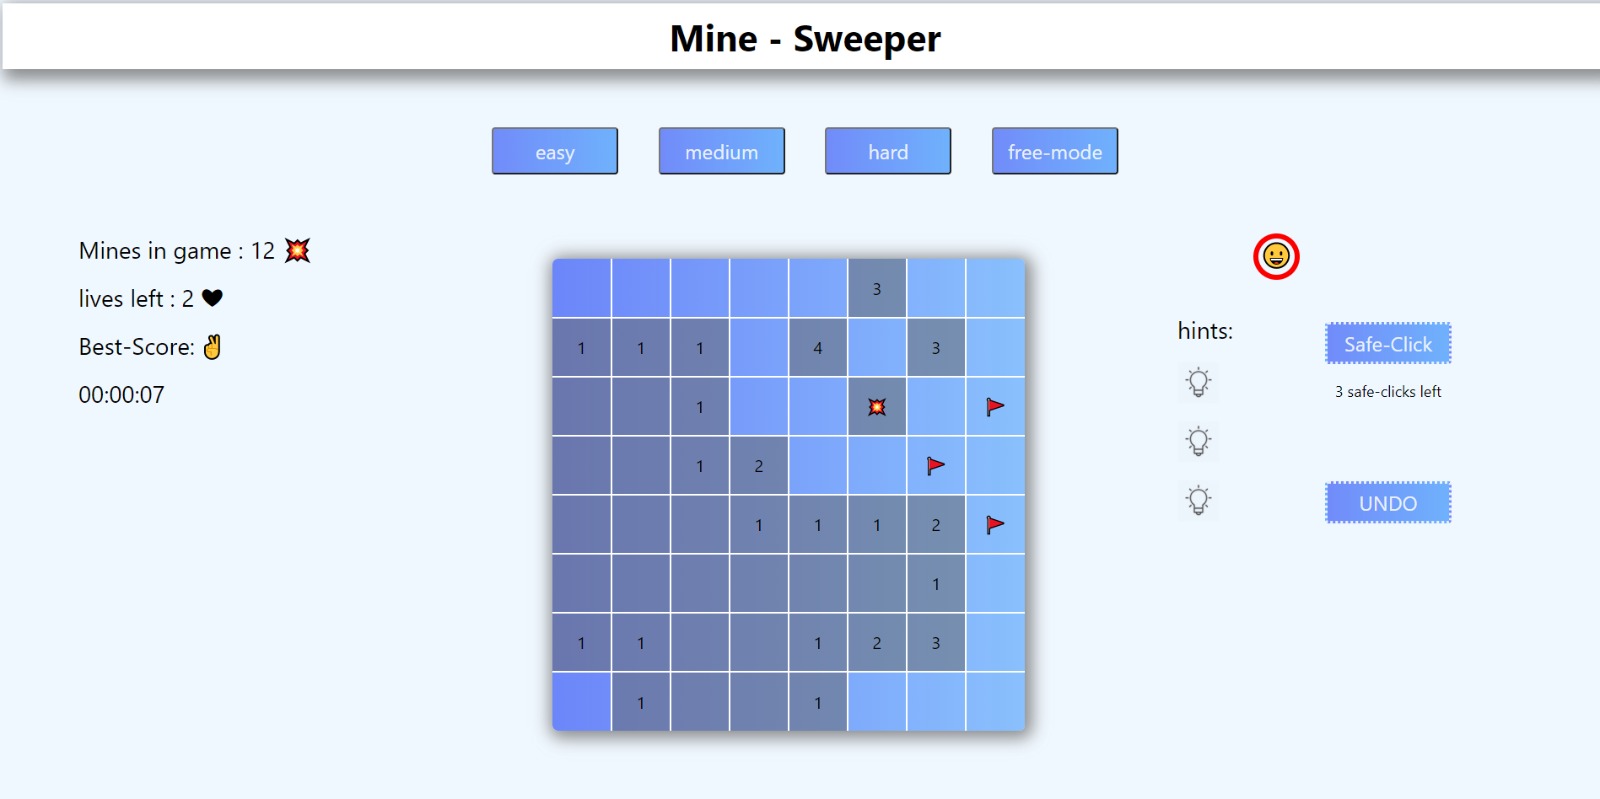 Mine - Sweeper
easy medium hard free-mode
Mines in game : 12 💥
lives left : 2 🖤
Best-Score: ✌
00:00:07
3
1 1 1 4 3
1 💥
1 2
1 1 1 2
1
1 1 1 2 3
1 1
hints:
Safe-Click
3 safe-clicks left
UNDO